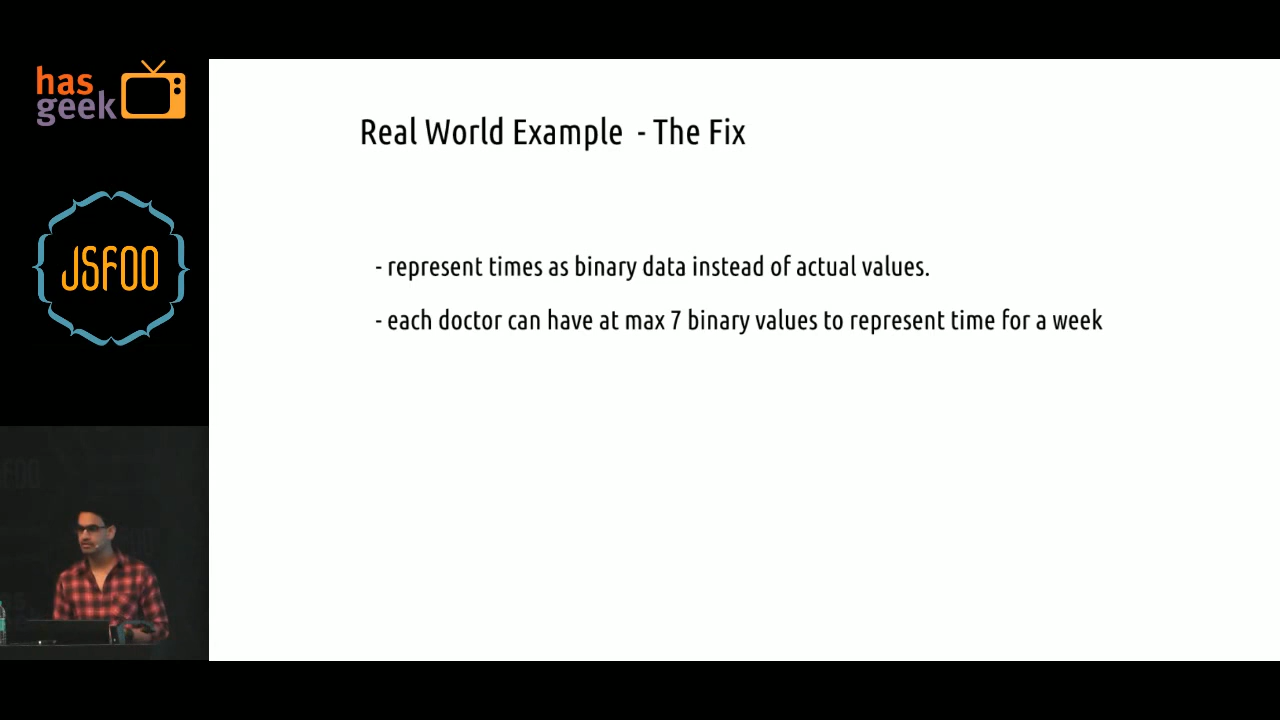 has
geek
JSFOO
Real World Example - The Fix
- represent times as binary data instead of actual values.
- each doctor can have at max 7 binary values to represent time for a week